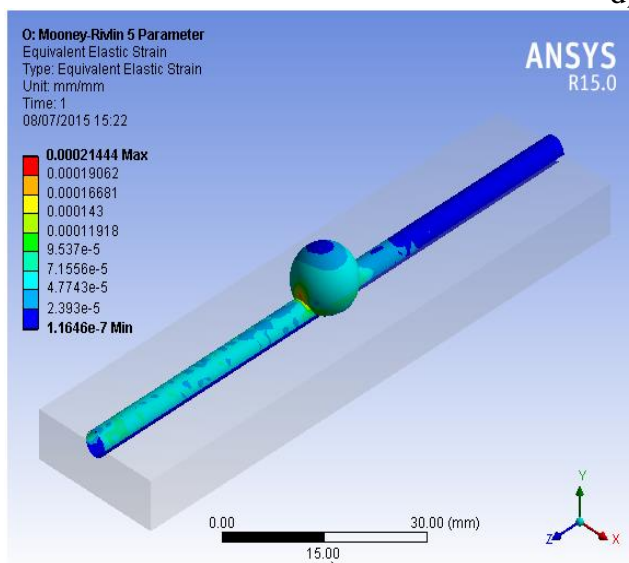 d,
O: Mooney-Rivlin 5 Parameter
Equivalent Elastic Strain
Type: Equivalent Elastic Strain
Unit: mm/mm
Time: 1
08/07/2015 15:22
0.00021444 Max
0.00019062
0.00016681
0.000143
0.00011918
9.537e-5
7.1556e-5
4.7743e-5
2.393e-5
1.1646e-7 Min
ANSYS
R15.0
0.00
30.00 (mm)
15.00
Y
Z
X